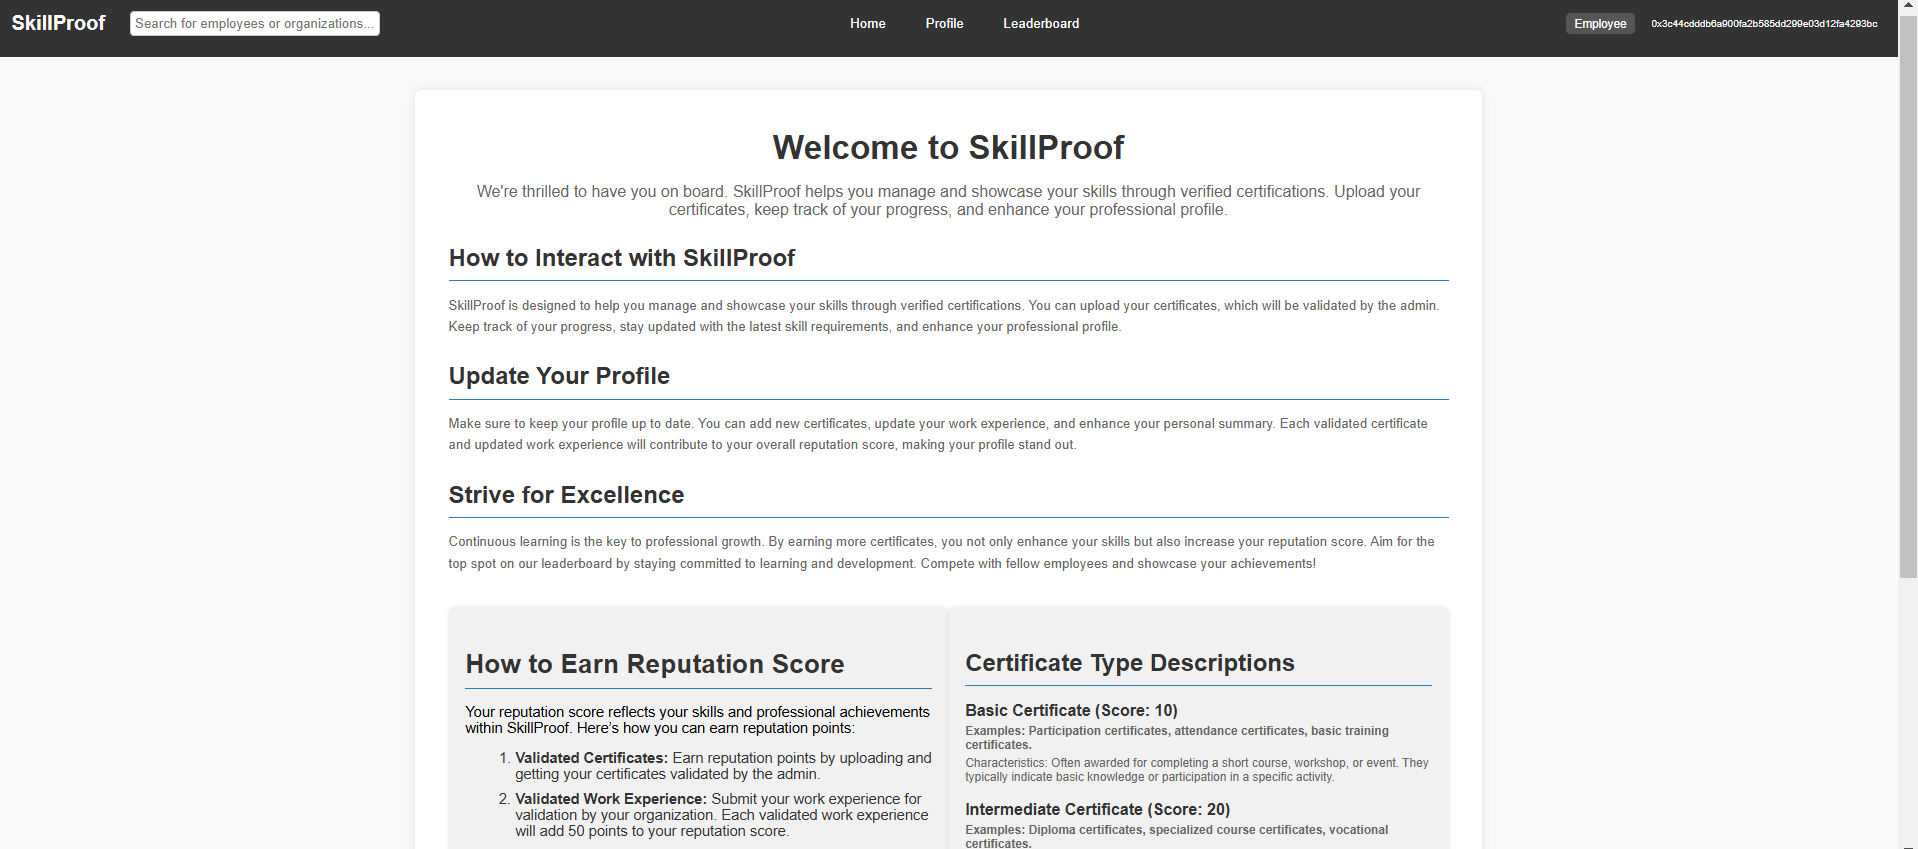 SkillProof
Search for employees or organizations...
Home
Profile
Leaderboard
Employee
0x3c44cdddb6a900fa2b585dd299e03d12fa4293bc
Welcome to SkillProof
We're thrilled to have you on board. SkillProof helps you manage and showcase your skills through verified certifications. Upload your
certificates, keep track of your progress, and enhance your professional profile.
How to Interact with SkillProof
SkillProof is designed to help you manage and showcase your skills through verified certifications. You can upload your certificates, which will be validated by the admin.
Keep track of your progress, stay updated with the latest skill requirements, and enhance your professional profile.
Update Your Profile
Make sure to keep your profile up to date. You can add new certificates, update your work experience, and enhance your personal summary. Each validated certificate
and updated work experience will contribute to your overall reputation score, making your profile stand out.
Strive for Excellence
Continuous learning is the key to professional growth. By earning more certificates, you not only enhance your skills but also increase your reputation score. Aim for the
top spot on our leaderboard by staying committed to learning and development. Compete with fellow employees and showcase your achievements!
How to Earn Reputation Score
Your reputation score reflects your skills and professional achievements
within SkillProof. Here’s how you can earn reputation points:
1. Validated Certificates: Earn reputation points by uploading and
getting your certificates validated by the admin.
2. Validated Work Experience: Submit your work experience for
validation by your organization. Each validated work experience
will add 50 points to your reputation score.
Certificate Type Descriptions
Basic Certificate (Score: 10)
Examples: Participation certificates, attendance certificates, basic training
certificates.
Characteristics: Often awarded for completing a short course, workshop, or event. They
typically indicate basic knowledge or participation in a specific activity.
Intermediate Certificate (Score: 20)
Examples: Diploma certificates, specialized course certificates, vocational
certificates.